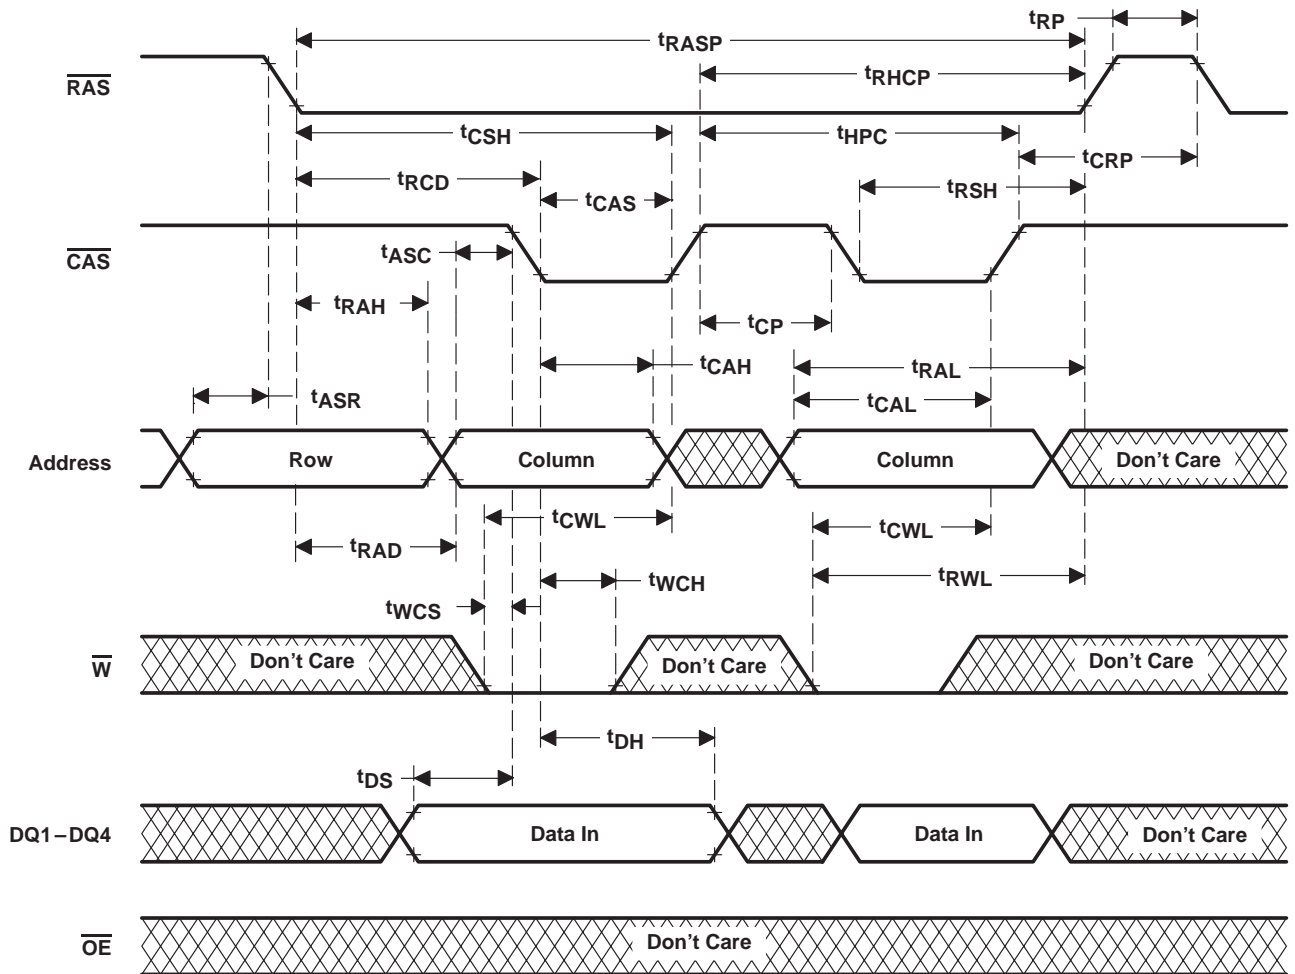 tRP
tRASP
RAS
tRHCP
tCSH
tHPC
tCRP
tRCD
tRSH
tCAS
CAS
tASC
tRAH
tCP
tCAH
tRAL
tASR
tCAL
Address
Row
Column
Column
Don't Care
tCWL
tCWL
tRAD
tWCH
tRWL
tWCS
W
Don't Care
Don't Care
Don't Care
tDH
tDS
DQ1–DQ4
Data In
Data In
Don't Care
OE
Don't Care